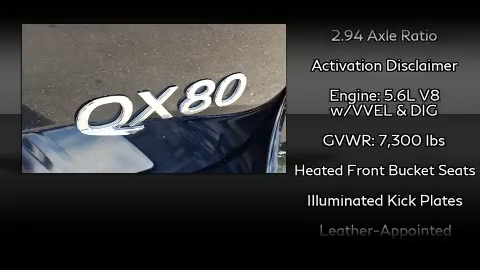 QX80
2.94 Axle Ratio
Activation Disclaimer
Engine: 5.6L V8
w/VVEL & DIG
GVWR: 7,300 lbs
Heated Front Bucket Seats
Illuminated Kick Plates
Leather-Appointed